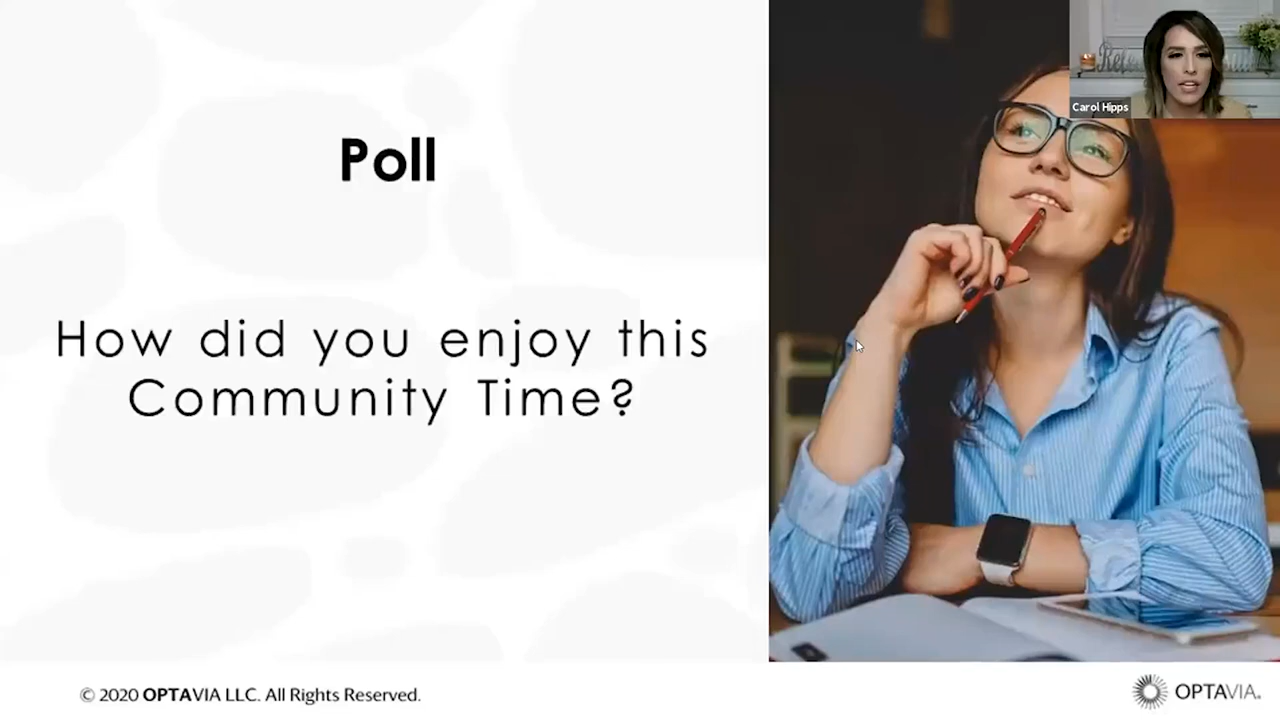 Poll
Carol Hipps
How did you enjoy this
Community Time?
© 2020 OPTAVIA LLC. All Rights Reserved.
OPTAVIA®